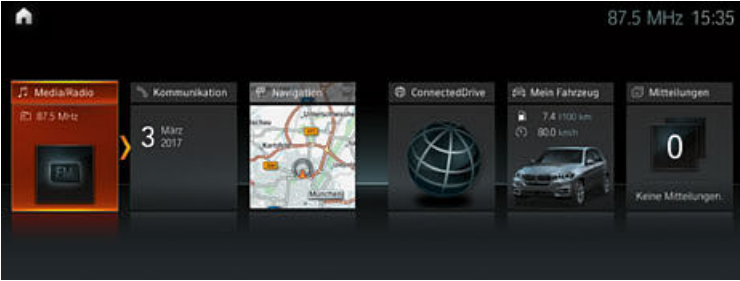 87.5 MHz 15:35
Media/Radio
87.5 MHz
FM
Kommunikation
3 März
2017
Navigation
München
ConnectedDrive
Mein Fahrzeug
7.4 l/100 km
80.0 km/h
Mitteilungen
0
Keine Mitteilungen.